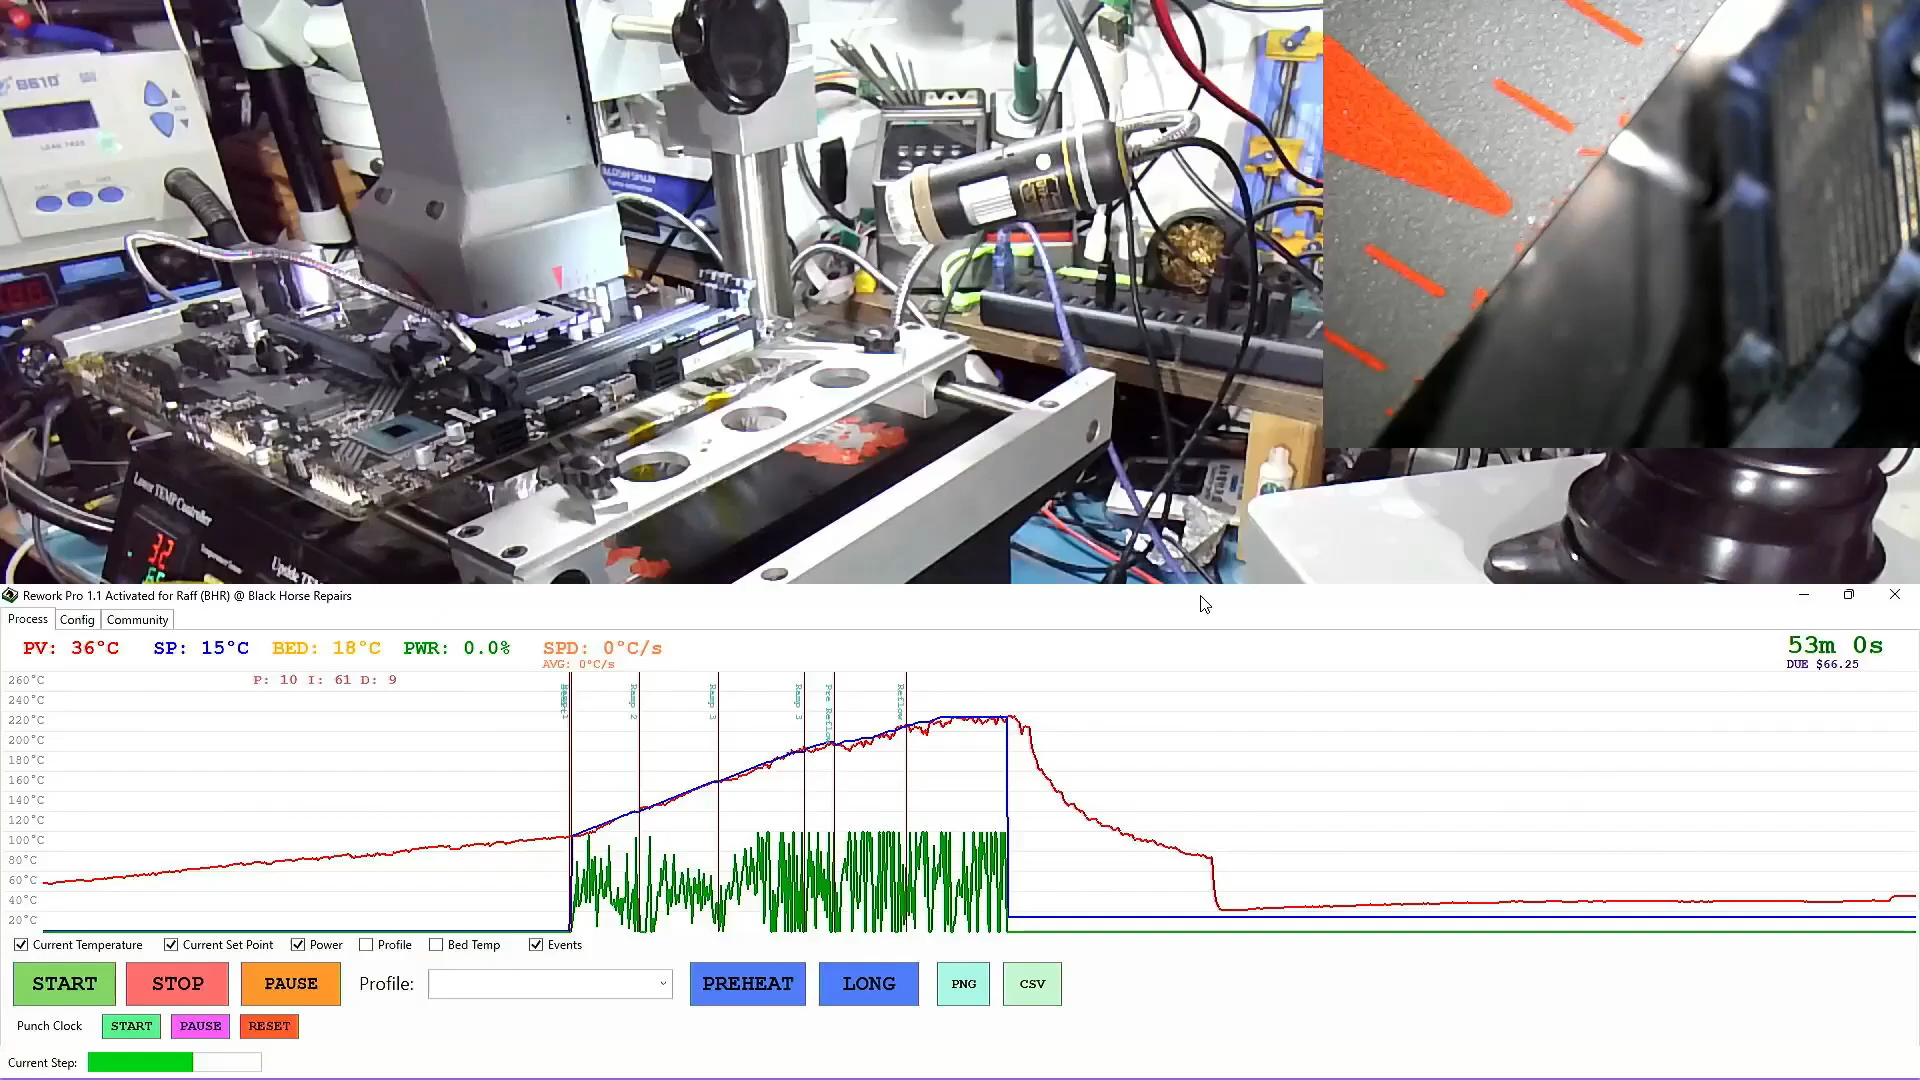 8610
Lower TEMP Controller
32
Rework Pro 1.1 Activated for Raff (BHR) @ Black Horse Repairs
Process Config Community
PV: 36°C SP: 15°C BED: 18°C PWR: 0.0% SPD: 0°C/s
AVG: 0°C/s
53m 0s
DUE $66.25
P: 10 I: 61 D: 9
260°C
240°C
220°C
200°C
180°C
160°C
140°C
120°C
100°C
80°C
60°C
40°C
20°C
Ramp 2
Ramp 3
Ramp 3
Pre Reflow
Reflow
Current Temperature Current Set Point Power Profile Bed Temp Events
START STOP PAUSE Profile: PREHEAT LONG PNG CSV
Punch Clock START PAUSE RESET
Current Step: